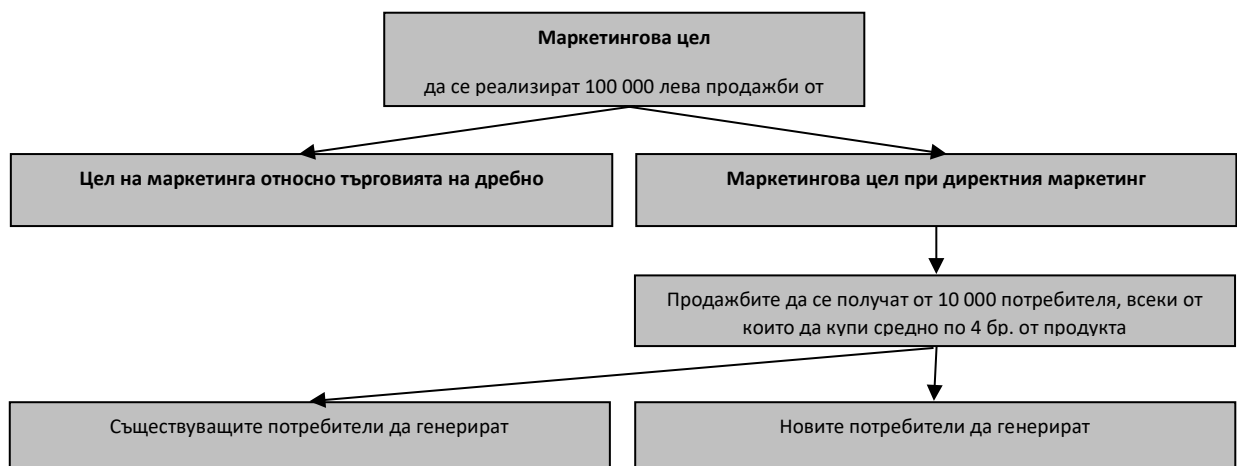 Маркетингова цел
да се реализират 100 000 лева продажби от
Цел на маркетинга относно търговията на дребно
Маркетингова цел при директния маркетинг
Продажбите да се получат от 10 000 потребителя, всеки от
които да купи средно по 4 бр. от продукта
Съществуващите потребители да генерират
Новите потребители да генерират